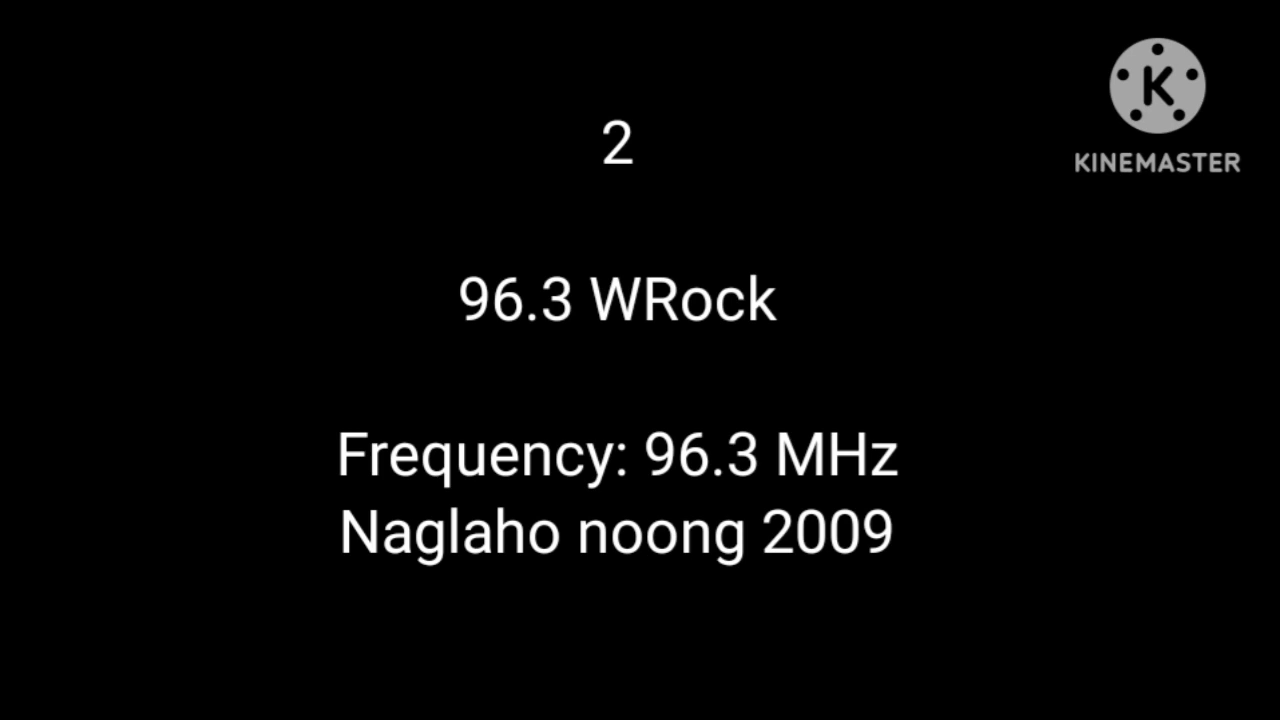 2
K
KINEMASTER
96.3 WRock
Frequency: 96.3 MHz
Naglaho noong 2009